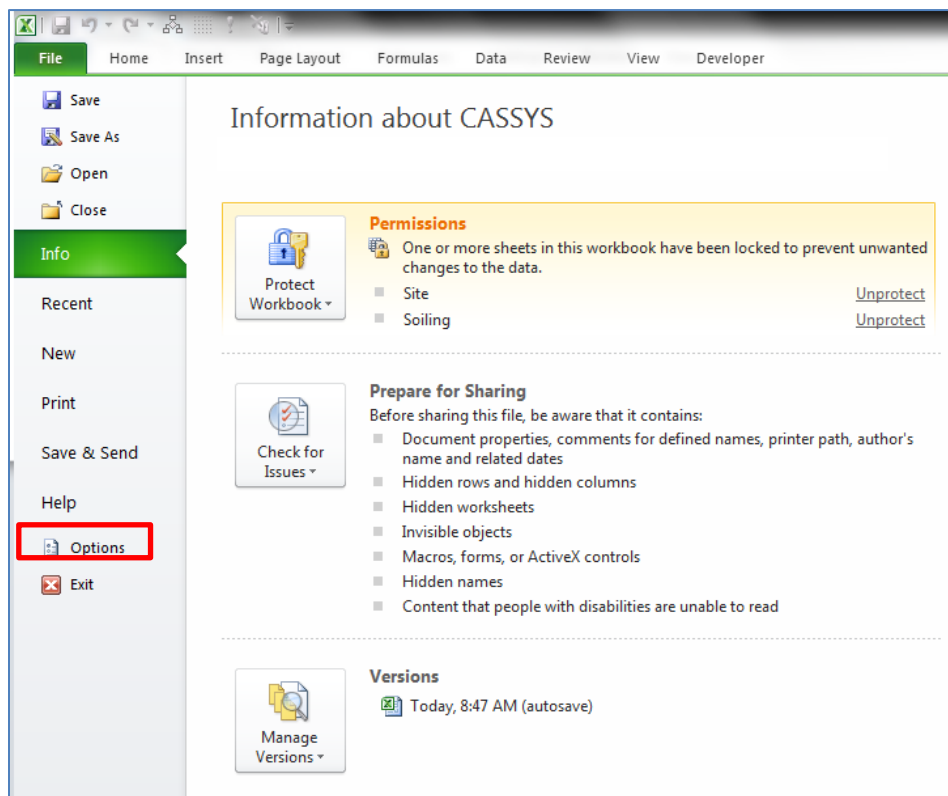 File Home Insert Page Layout Formulas Data Review View Developer
Save
Save As
Open
Close
Info
Recent
New
Print
Save & Send
Help
Options
Exit
Information about CASSYS
Protect
Workbook
Permissions
One or more sheets in this workbook have been locked to prevent unwanted
changes to the data.
Site Unprotect
Soiling Unprotect
Check for
Issues
Prepare for Sharing
Before sharing this file, be aware that it contains:
Document properties, comments for defined names, printer path, author's
name and related dates
Hidden rows and hidden columns
Hidden worksheets
Invisible objects
Macros, forms, or ActiveX controls
Hidden names
Content that people with disabilities are unable to read
Manage
Versions
Versions
Today, 8:47 AM (autosave)